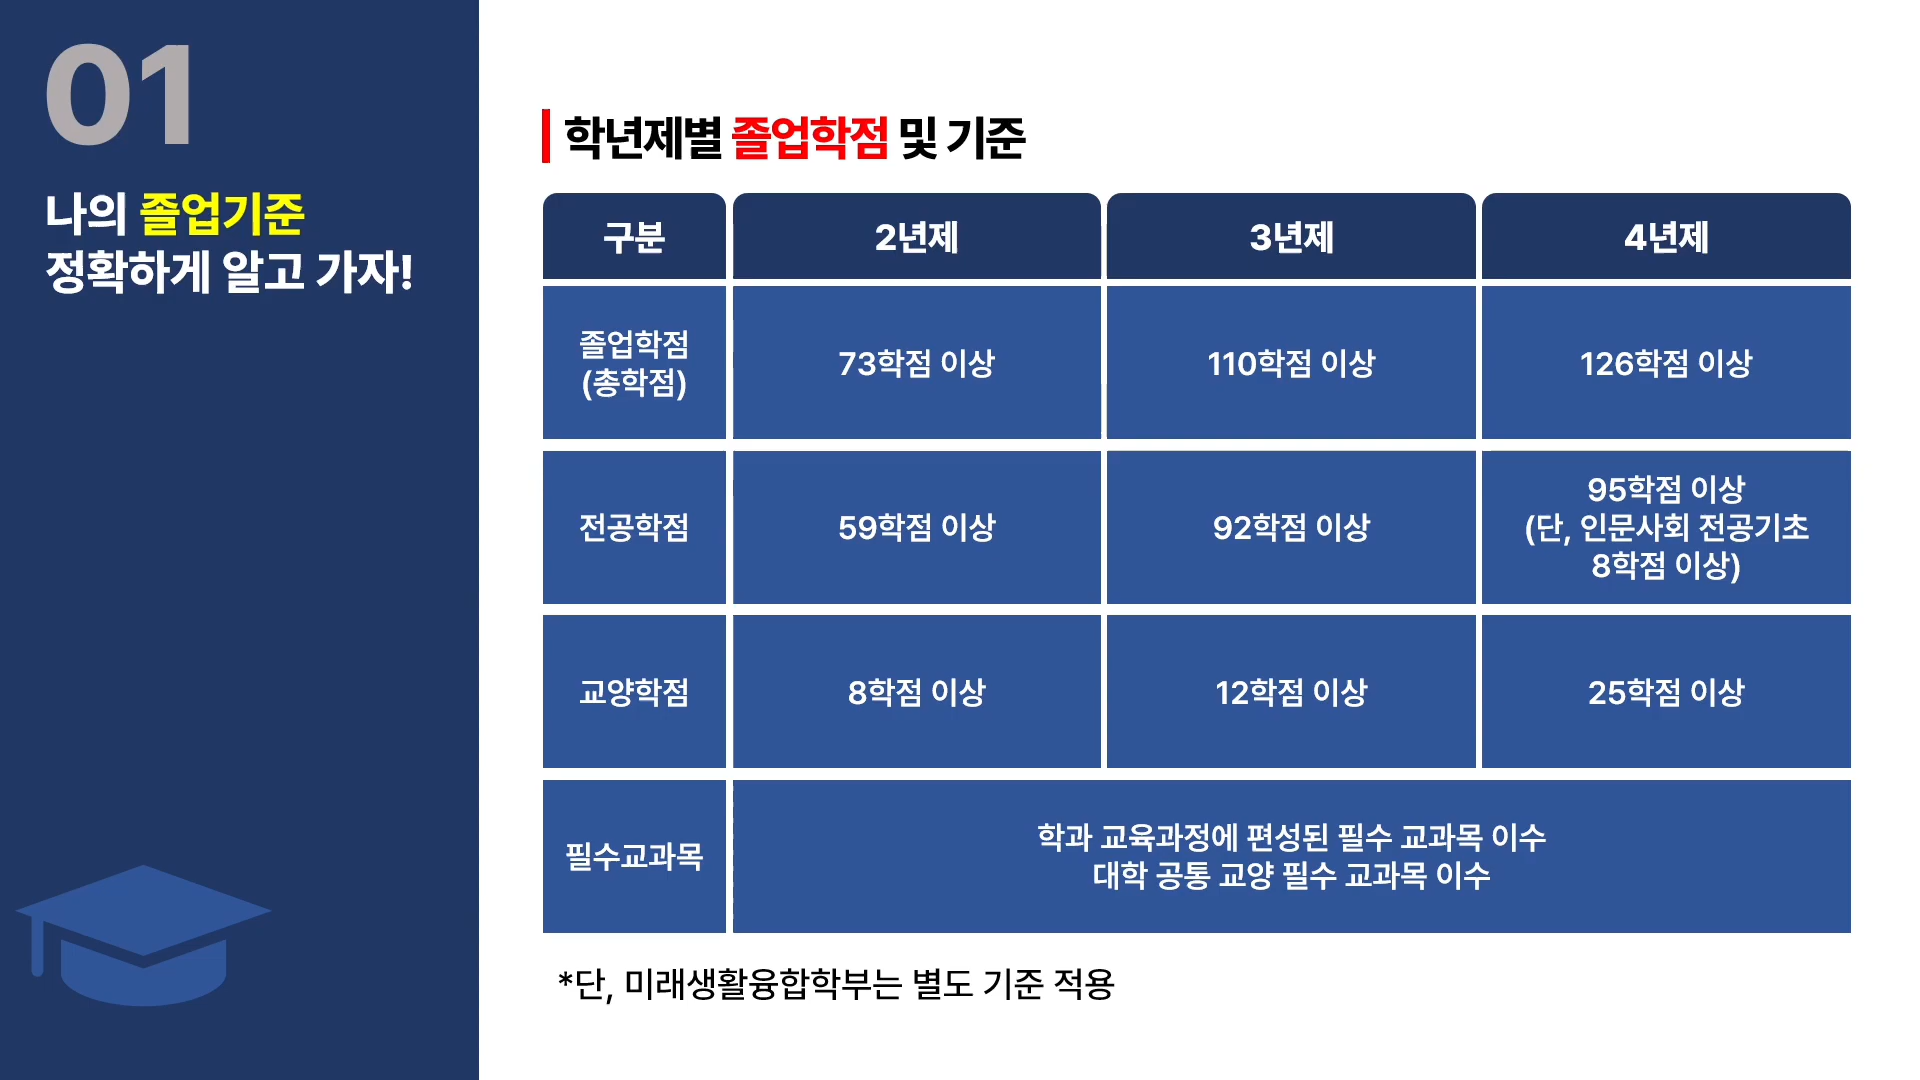 01
나의 졸업기준
정확하게 알고 가자!
학년제별 졸업학점 및 기준
구분 2년제 3년제 4년제
졸업학점
(총학점)
73학점 이상 110학점 이상 126학점 이상
전공학점 59학점 이상 92학점 이상
95학점 이상
(단, 인문사회 전공기초
8학점 이상)
교양학점 8학점 이상 12학점 이상 25학점 이상
필수교과목
학과 교육과정에 편성된 필수 교과목 이수
대학 공통 교양 필수 교과목 이수
*단, 미래생활융합학부는 별도 기준 적용